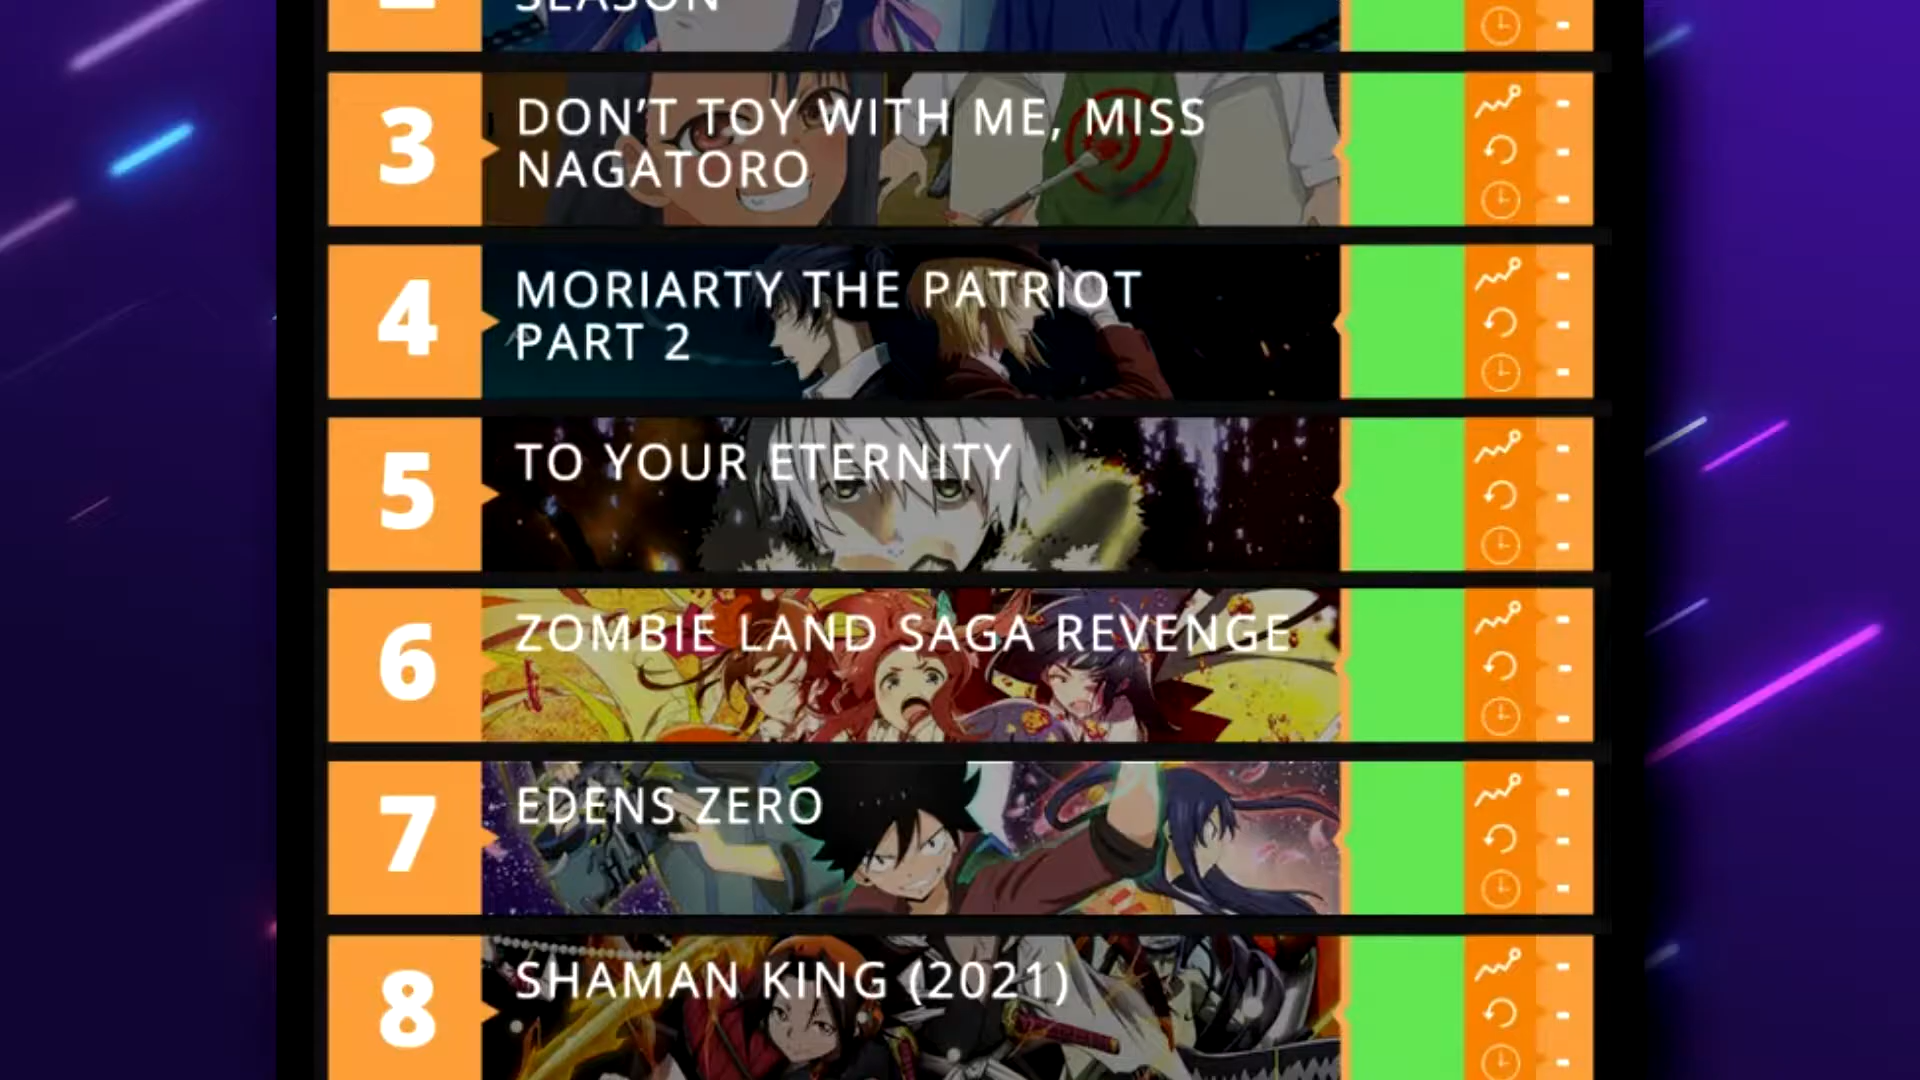 SEASON
3
DON'T TOY WITH ME, MISS
NAGATORO
-
-
-
4
MORIARTY THE PATRIOT
PART 2
-
-
-
5
TO YOUR ETERNITY
-
-
-
6
ZOMBIE LAND SAGA REVENGE
-
-
-
7
EDENS ZERO
-
-
-
8
SHAMAN KING (2021)
-
-
-